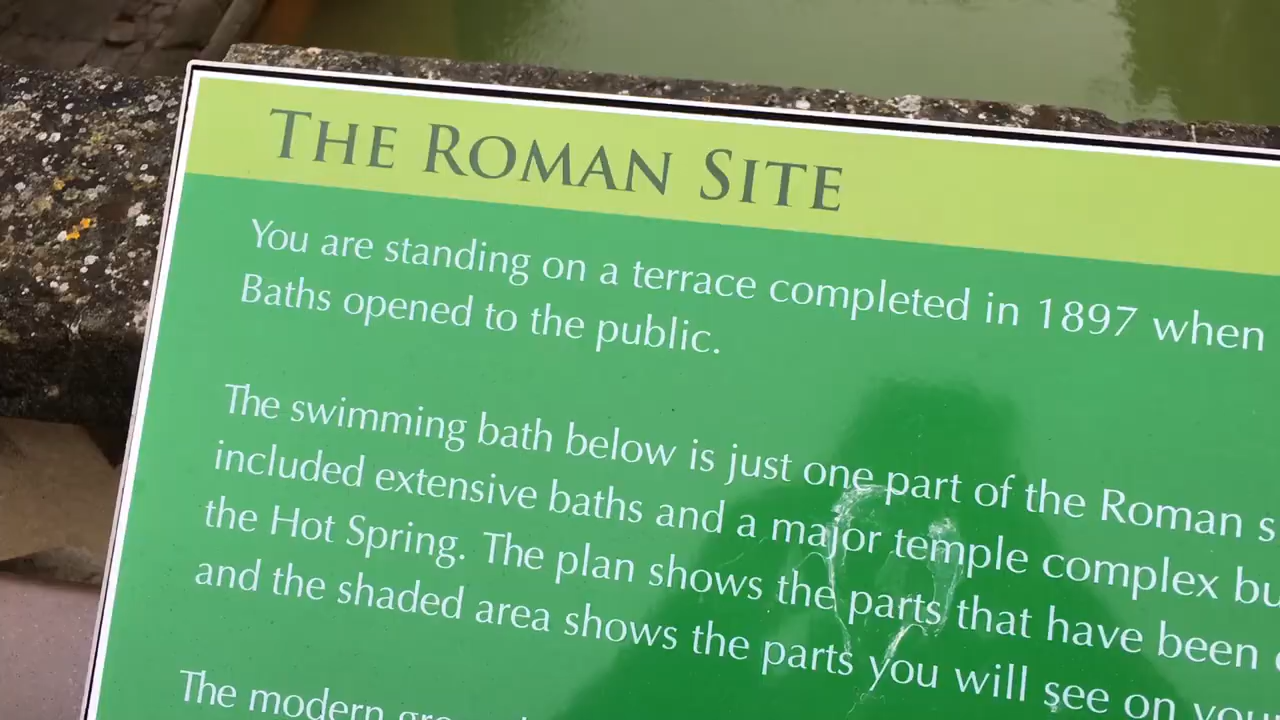 THE ROMAN SITE
You are standing on a terrace completed in 1897 when
Baths opened to the public.
The swimming bath below is just one part of the Roman
included extensive baths and a major temple complex
the Hot Spring. The plan shows the parts that have been
and the shaded area shows the parts you will see on
The modern